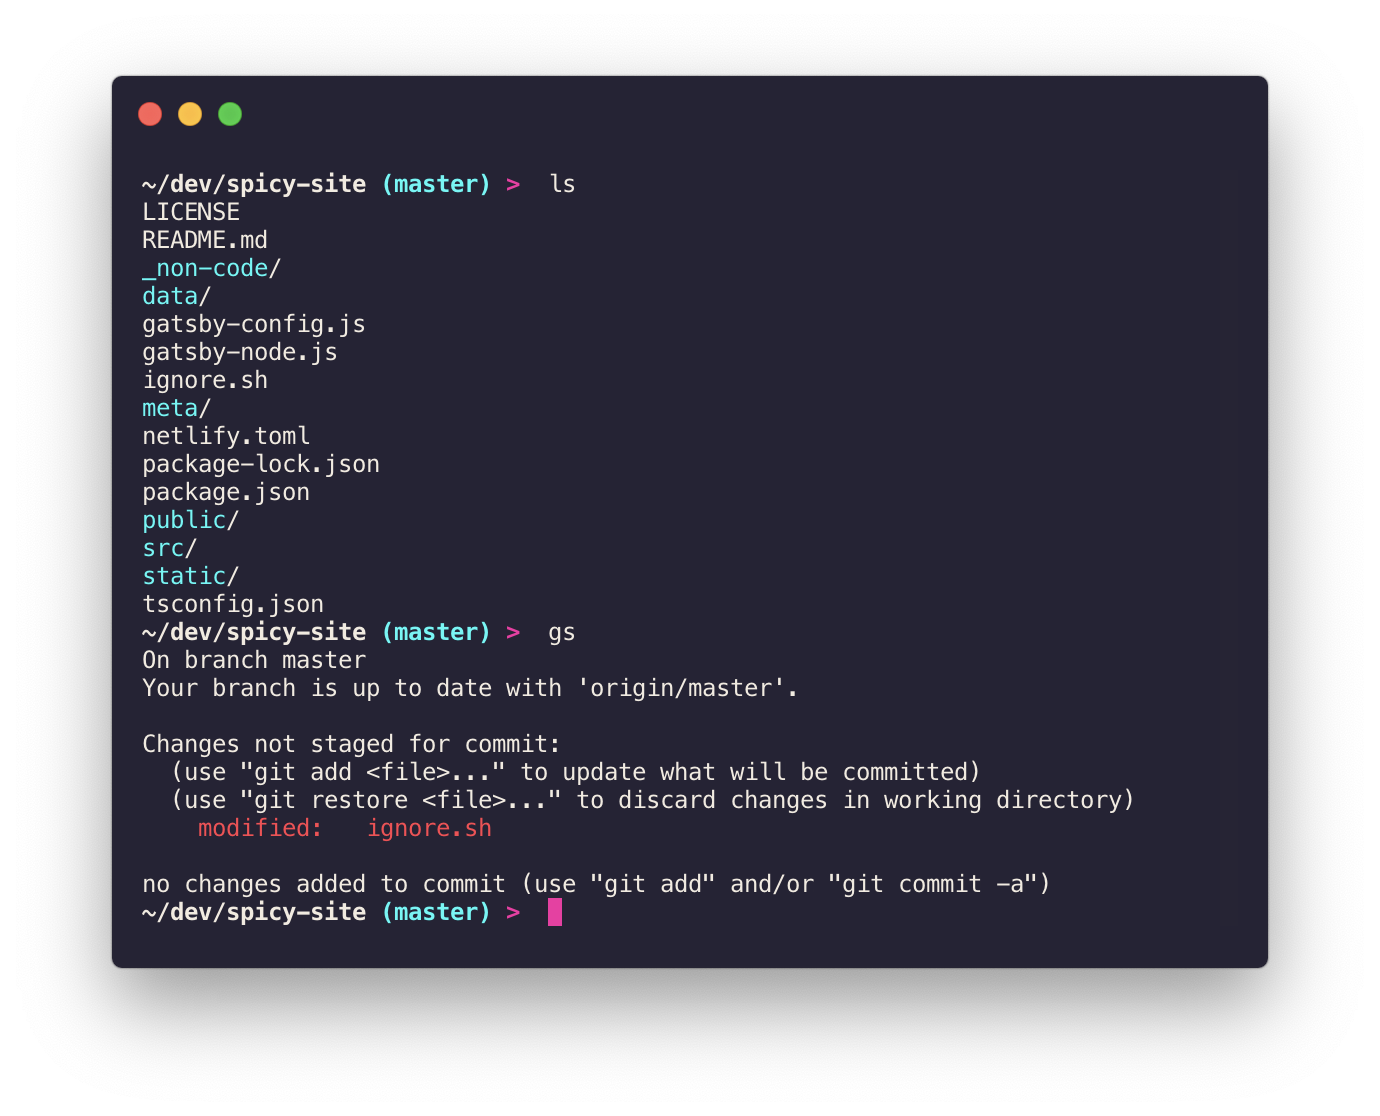 ~/dev/spicy-site (master) >  ls
LICENSE
README.md
_non-code/
data/
gatsby-config.js
gatsby-node.js
ignore.sh
meta/
netlify.toml
package-lock.json
package.json
public/
src/
static/
tsconfig.json
~/dev/spicy-site (master) >  gs
On branch master
Your branch is up to date with 'origin/master'.

Changes not staged for commit:
  (use "git add <file>..." to update what will be committed)
  (use "git restore <file>..." to discard changes in working directory)
    modified:   ignore.sh

no changes added to commit (use "git add" and/or "git commit -a")
~/dev/spicy-site (master) >